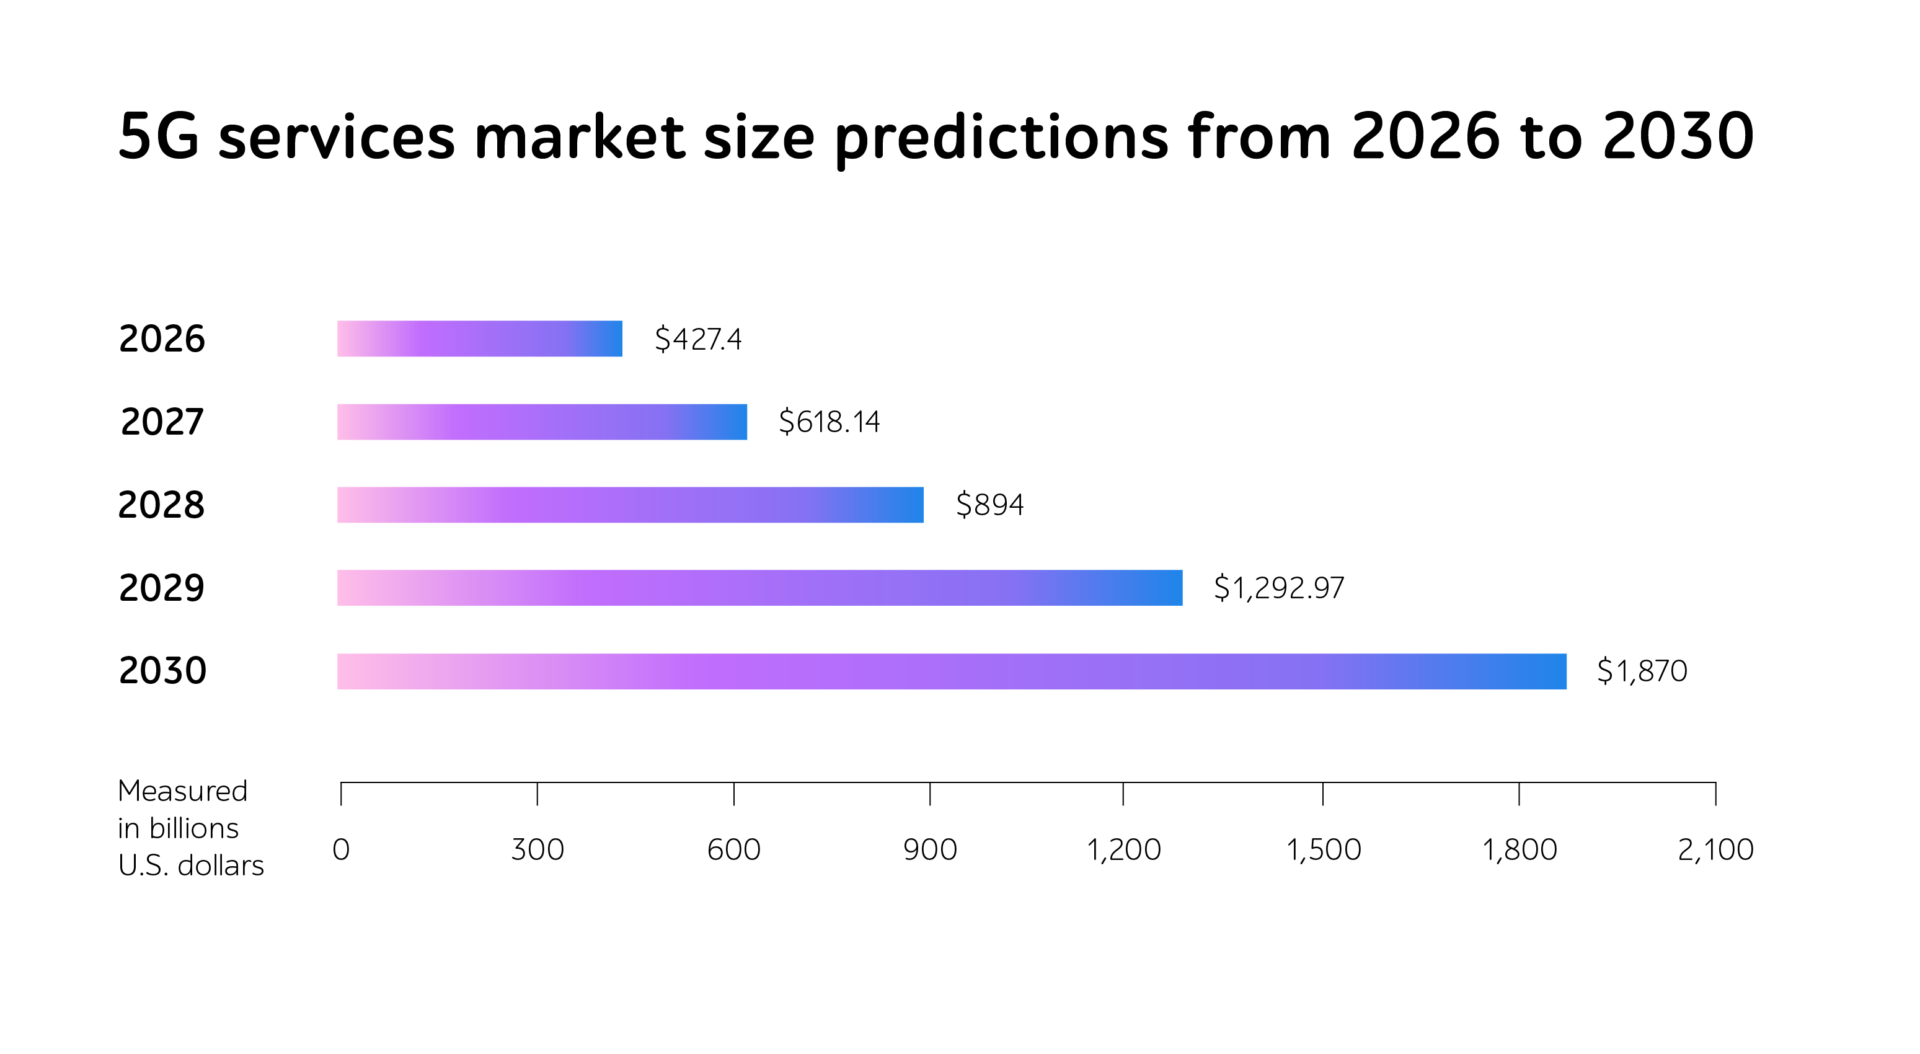 5G services market size predictions from 2026 to 2030
2026 $427.4
2027 $618.14
2028 $894
2029 $1,292.97
2030 $1,870
Measured
in billions
U.S. dollars
0 300 600 900 1,200 1,500 1,800 2,100